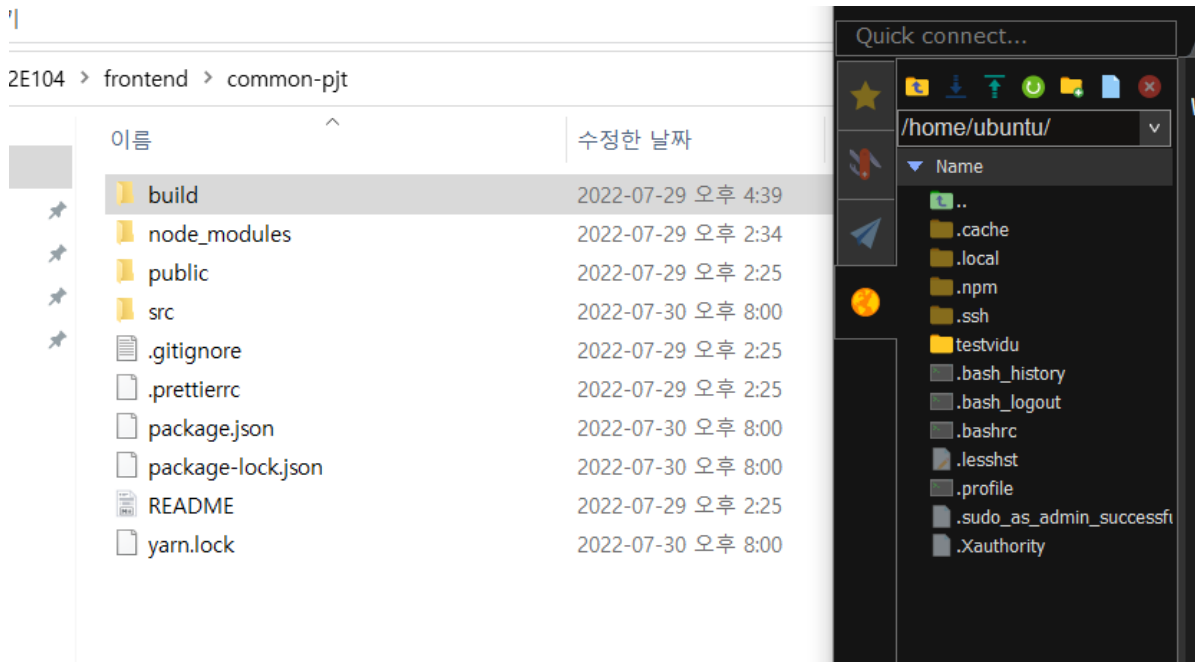 기
2E104 > frontend > common-pjt
이름 수정한 날짜
build 2022-07-29 오후 4:39
node_modules 2022-07-29 오후 2:34
public 2022-07-29 오후 2:25
src 2022-07-30 오후 8:00
.gitignore 2022-07-29 오후 2:25
.prettierrc 2022-07-29 오후 2:25
package.json 2022-07-30 오후 8:00
package-lock.json 2022-07-30 오후 8:00
README 2022-07-29 오후 2:25
yarn.lock 2022-07-30 오후 8:00
Quick connect...
/home/ubuntu/
Name
..
.cache
.local
.npm
.ssh
testvidu
.bash_history
.bash_logout
.bashrc
.lesshst
.profile
.sudo_as_admin_successfu
.Xauthority